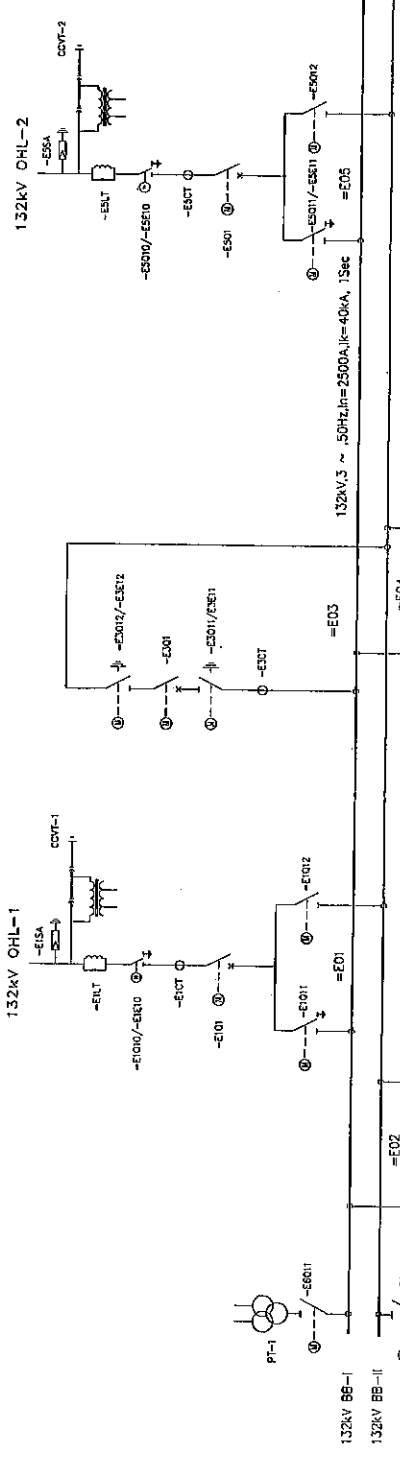 132kV OHL-1
-E1SA
CCVT-1
-E1LT
-E1Q10/-E1E10
-E1CT
-E1Q1
-E1Q11
-E1Q12
=E01
PT-1
-E6Q11
M
132kV BB-I
132kV BB-II
=E02
-E3Q12/-E3E12
-E3Q1
-E3Q11/E3E11
-E3CT
=E03
=E04
132kV OHL-2
-E5SA
CCVT-2
-E5LT
-E5Q10/-E5E10
-E5CT
-E5Q1
-E5Q11/-E5E11
-E5Q12
=E05
132kV,3 ~ ,50Hz,In=2500A,Ik=40kA, 1Sec